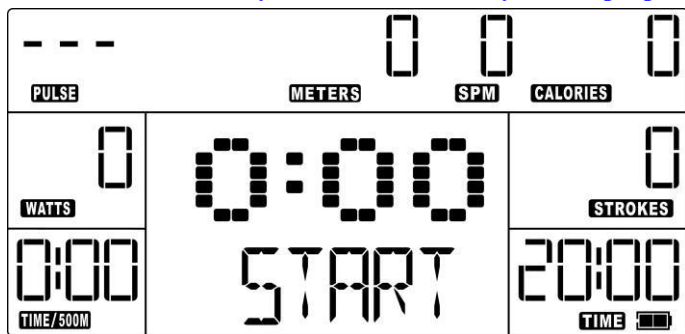 --- 0 0 0
PULSE METERS SPM CALORIES
0 0:00 0
WATTS START STROKES
0:00 20:00
TIME/500M TIME